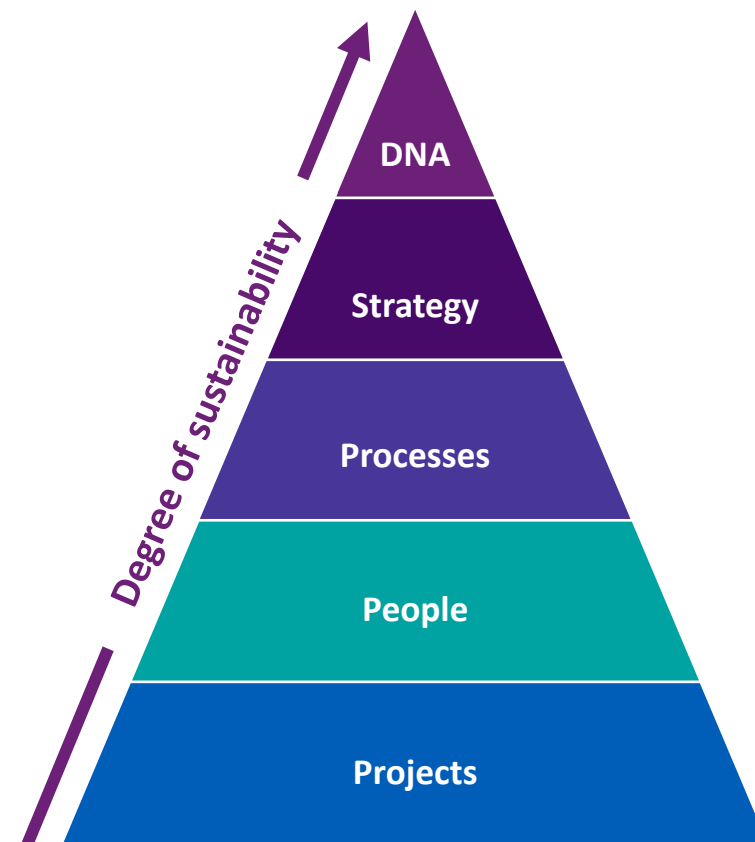 DNA
Strategy
Processes
People
Projects
Degree of sustainability